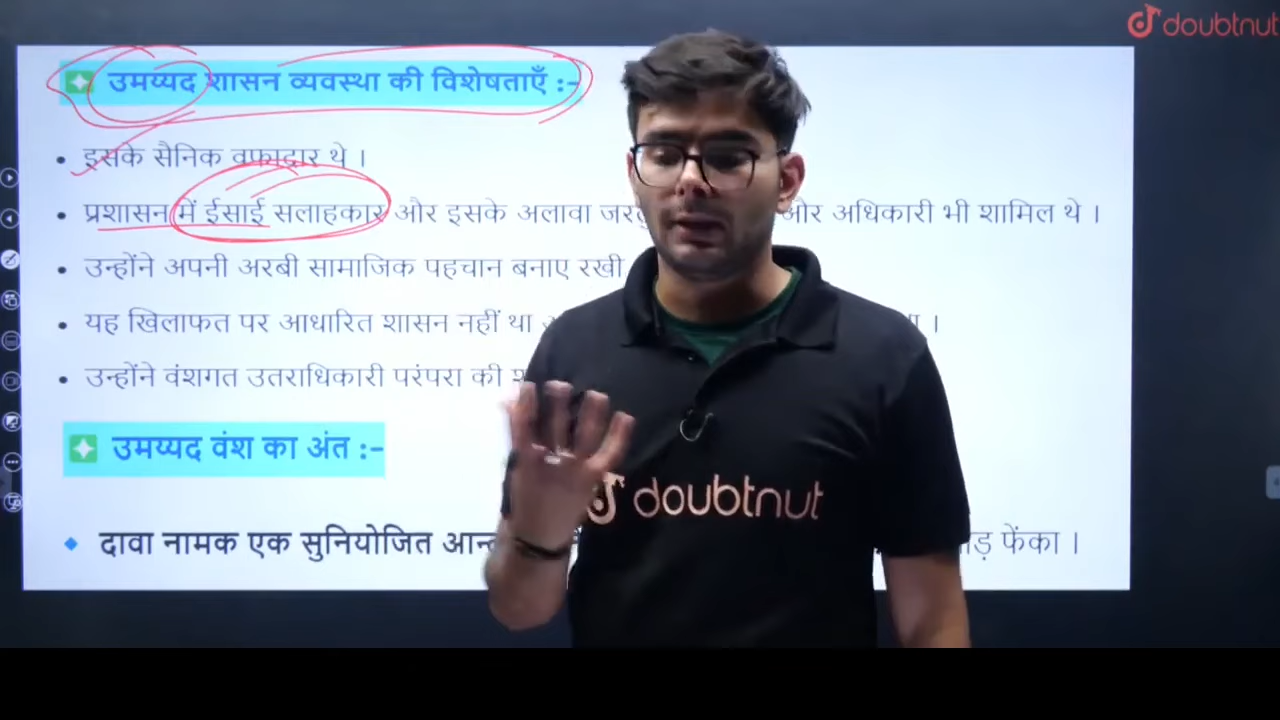 doubtnut
उमय्यद शासन व्यवस्था की विशेषताएँ :-
• इसके सैनिक वफादार थे ।
• प्रशासन में ईसाई सलाहकार और इसके अलावा और अधिकारी भी शामिल थे ।
• उन्होंने अपनी अरबी सामाजिक पहचान बनाए रखी
• यह खिलाफत पर आधारित शासन नहीं था ।
• उन्होंने वंशगत उतराधिकारी परंपरा की
उमय्यद वंश का अंत :-
दावा नामक एक सुनियोजित फेंका ।
doubtnut